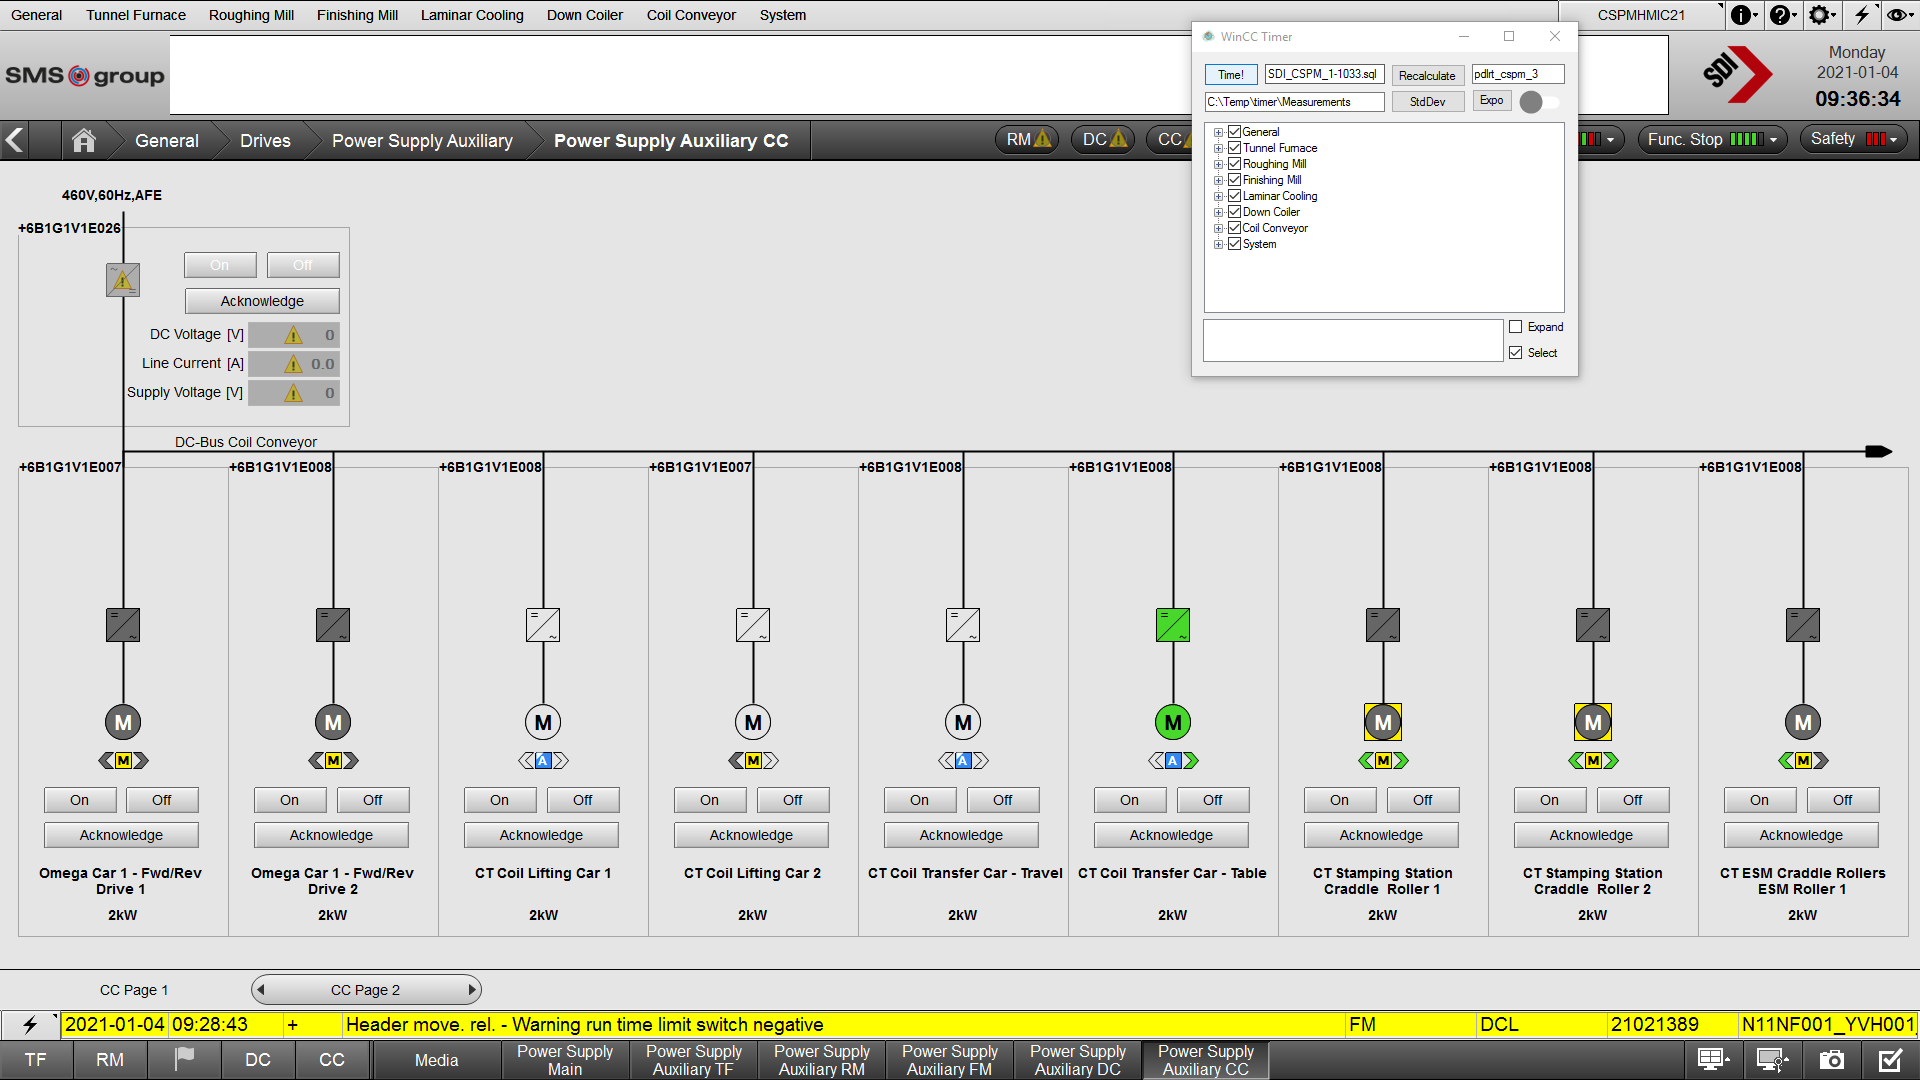 General Tunnel Furnace Roughing Mill Finishing Mill Laminar Cooling Down Coiler Coil Conveyor System CSPMHMIC21
SMS group
SDI
Monday
2021-01-04
09:36:34
WinCC Timer
Time! SDI_CSPM_1-1033.sql Recalculate pdlrt_cspm_3
C:\Temp\timer\Measurements StdDev Expo
General
Tunnel Furnace
Roughing Mill
Finishing Mill
Laminar Cooling
Down Coiler
Coil Conveyor
System
Expand
Select
General Drives Power Supply Auxiliary Power Supply Auxiliary CC RM DC CC Func. Stop Safety
460V,60Hz,AFE
+6B1G1V1E026
On Off
Acknowledge
DC Voltage [V] 0
Line Current [A] 0.0
Supply Voltage [V] 0
DC-Bus Coil Conveyor
+6B1G1V1E007 +6B1G1V1E008 +6B1G1V1E008 +6B1G1V1E007 +6B1G1V1E008 +6B1G1V1E008 +6B1G1V1E008 +6B1G1V1E008 +6B1G1V1E008
M M M M M M M M M
M M A M A A M M M
On Off On Off On Off On Off On Off On Off On Off On Off On Off
Acknowledge Acknowledge Acknowledge Acknowledge Acknowledge Acknowledge Acknowledge Acknowledge Acknowledge
Omega Car 1 - Fwd/Rev Omega Car 1 - Fwd/Rev CT Coil Lifting Car 1 CT Coil Lifting Car 2 CT Coil Transfer Car - Travel CT Coil Transfer Car - Table CT Stamping Station CT Stamping Station CT ESM Craddle Rollers
Drive 1 Drive 2 Craddle Roller 1 Craddle Roller 2 ESM Roller 1
2kW 2kW 2kW 2kW 2kW 2kW 2kW 2kW 2kW
CC Page 1 CC Page 2
2021-01-04 09:28:43 + Header move. rel. - Warning run time limit switch negative FM DCL 21021389 N11NF001_YVH001
TF RM DC CC Media
Power Supply Power Supply Power Supply Power Supply Power Supply Power Supply
Main Auxiliary TF Auxiliary RM Auxiliary FM Auxiliary DC Auxiliary CC